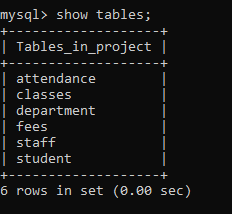 mysql> show tables;
+-------------------+
| Tables_in_project |
+-------------------+
| attendance        |
| classes           |
| department        |
| fees              |
| staff             |
| student           |
+-------------------+
6 rows in set (0.00 sec)